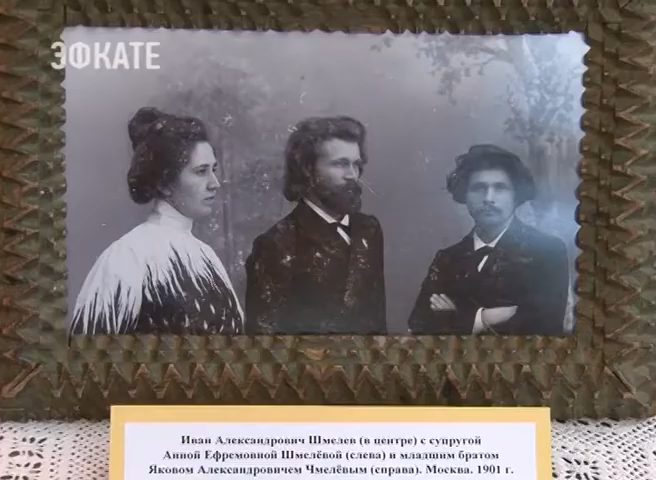 ЭФКАТЕ
Иван Александрович Шмелев (в центре) с супругой
Анной Ефремовной Шмелёвой (слева) и младшим братом
Яковом Александровичем Чмелёвым (справа). Москва. 1901 г.